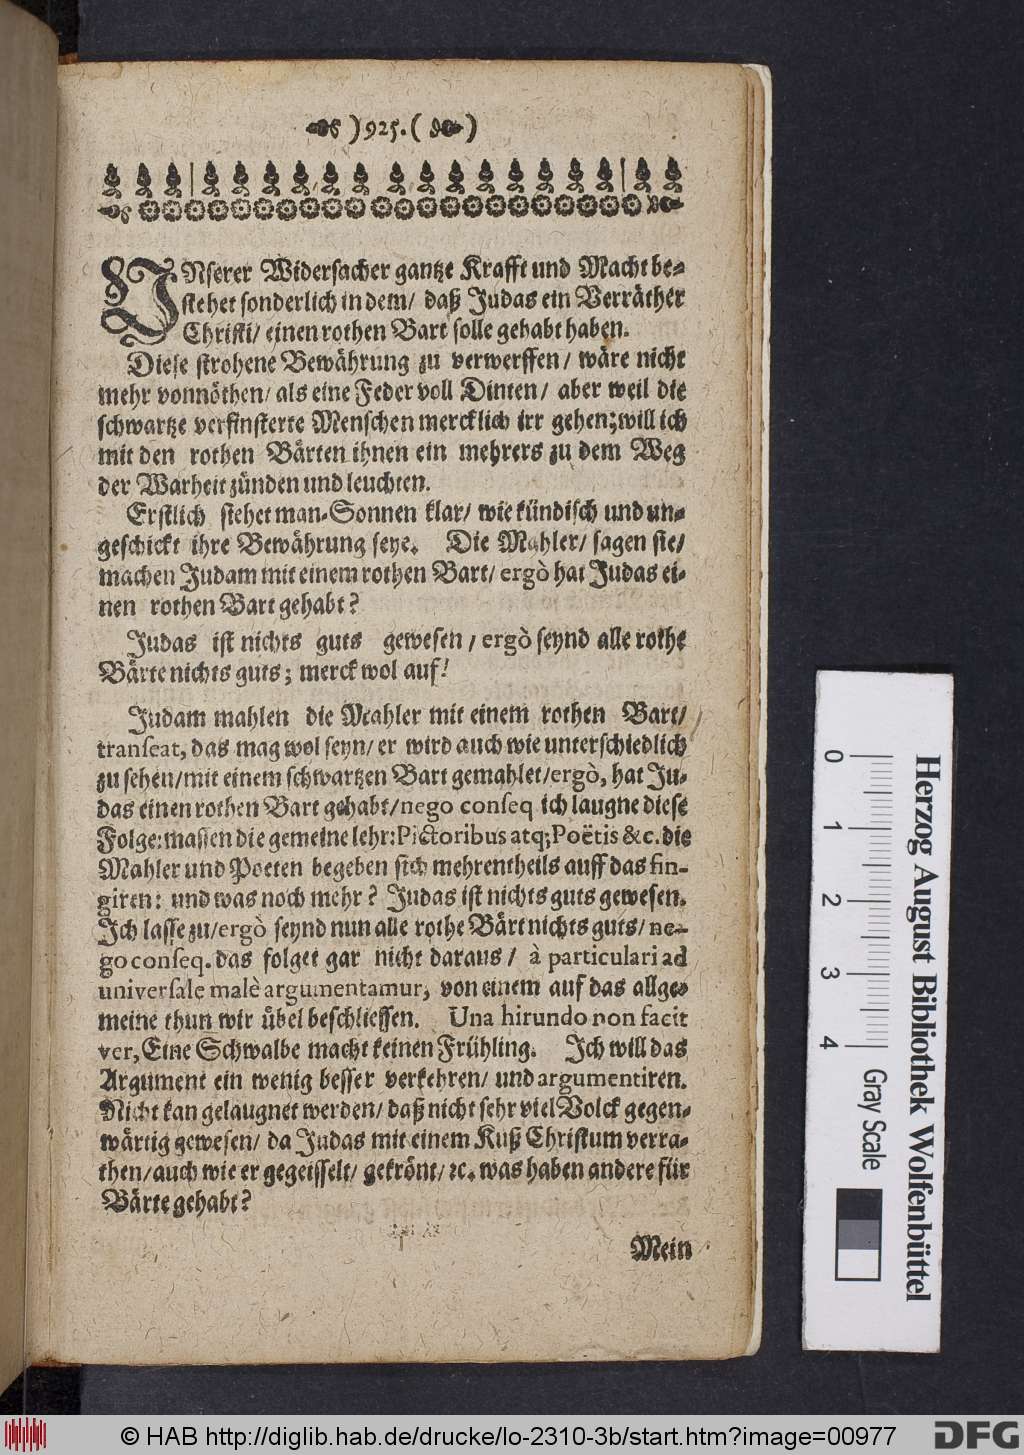 )925.( )
UNserer Widersacher gantze Krafft und Macht be-
stehet sonderlich in dem/ daß Judas ein Verräther
Christi/ einen rothen Bart solle gehabt haben.
Diese strohene Bewährung zu verwerffen/ wäre nicht
mehr vonnöthen/ als eine Feder voll Dinten/ aber weil die
schwartze verfinsterte Menschen mercklich irr gehen; will ich
mit den rothen Bärten ihnen ein mehrers zu dem Weg
der Warheit zünden und leuchten.
Erstlich stehet man-Sonnen klar/ wie kündisch und un-
geschickt ihre Bewährung seye. Die Mahler/ sagen sie/
machen Judam mit einem rothen Bart/ ergò hat Judas ei-
nen rothen Bart gehabt?
Judas ist nichts guts gewesen/ ergò seynd alle rothe
Bärte nichts guts; merck wol auf!
Judam mahlen die Mahler mit einem rothen Bart/
transeat, das mag wol seyn/ er wird auch wie unterschiedlich
zu sehen/ mit einem schwartzen Bart gemahlet/ ergò, hat Ju-
das einen rothen Bart gehabt/ nego conseq ich laugne diese
Folge: massen die gemeine lehr: Pictoribus atq; Poëtis &c. die
Mahler und Poeten begeben sich mehrentheils auff das fin-
giren: und was noch mehr? Judas ist nichts guts gewesen.
Ich lasse zu/ ergò seynd nun alle rothe Bärt nichts guts/ ne-
go conseq. das folget gar nicht daraus/ à particulari ad
universale malè argumentamur, von einem auf das allge-
meine thun wir übel beschliessen. Una hirundo non facit
ver, Eine Schwalbe macht keinen Frühling. Ich will das
Argument ein wenig besser verkehren/ und argumentiren.
Nicht kan gelaugnet werden/ daß nicht sehr viel Volck gegen-
wärtig gewesen/ da Judas mit einem Kuß Christum verra-
then/ auch wie er gegeisselt/ gekrönt/ ꝛc. was haben andere für
Bärte gehabt?
Mein
0 1 2 3 4
Gray Scale
Herzog August Bibliothek Wolfenbüttel
© HAB http://diglib.hab.de/drucke/lo-2310-3b/start.htm?image=00977
DFG